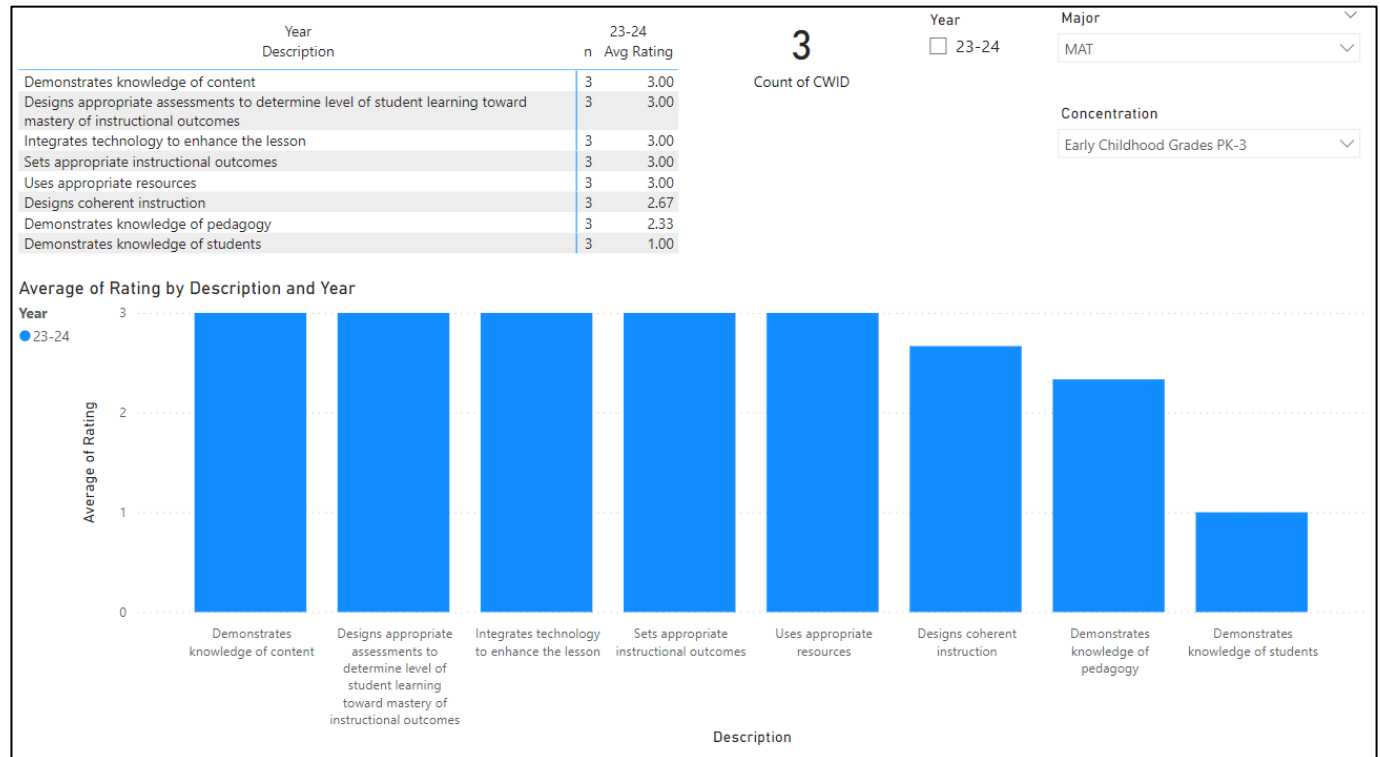 Year 23-24
Description n Avg Rating
Demonstrates knowledge of content 3 3.00
Designs appropriate assessments to determine level of student learning toward 3 3.00
mastery of instructional outcomes
Integrates technology to enhance the lesson 3 3.00
Sets appropriate instructional outcomes 3 3.00
Uses appropriate resources 3 3.00
Designs coherent instruction 3 2.67
Demonstrates knowledge of pedagogy 3 2.33
Demonstrates knowledge of students 3 1.00
3
Count of CWID
Year
23-24
Major
MAT
Concentration
Early Childhood Grades PK-3
Average of Rating by Description and Year
Year
23-24
Average of Rating
3
2
1
0
Demonstrates
knowledge of content
Designs appropriate
assessments to
determine level of
student learning
toward mastery of
instructional outcomes
Integrates technology
to enhance the lesson
Sets appropriate
instructional outcomes
Uses appropriate
resources
Designs coherent
instruction
Demonstrates
knowledge of
pedagogy
Demonstrates
knowledge of students
Description